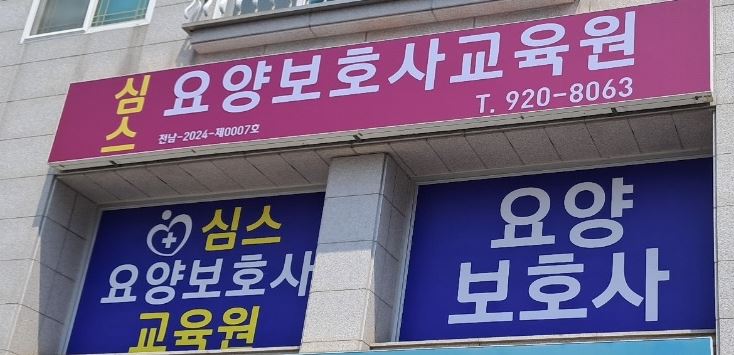 심스 요양보호사교육원
전남-2024-제0007호
T. 920-8063
심스
요양보호사
교육원
요양
보호사